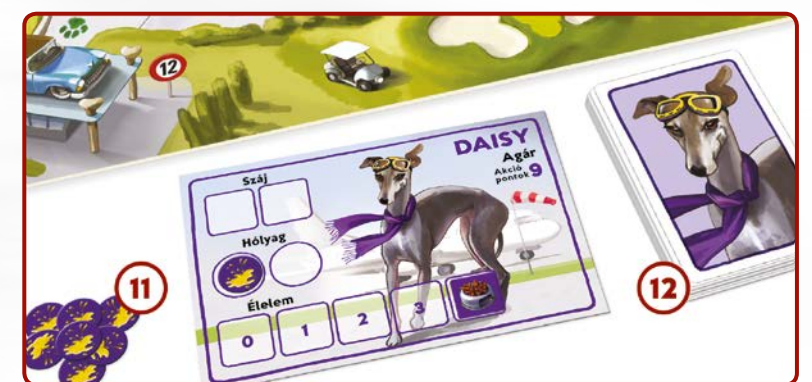 12
DAISY
Agár
Akció
pontok 9
Száj
Hólyag
Élelem
0 1 2 3
11
12